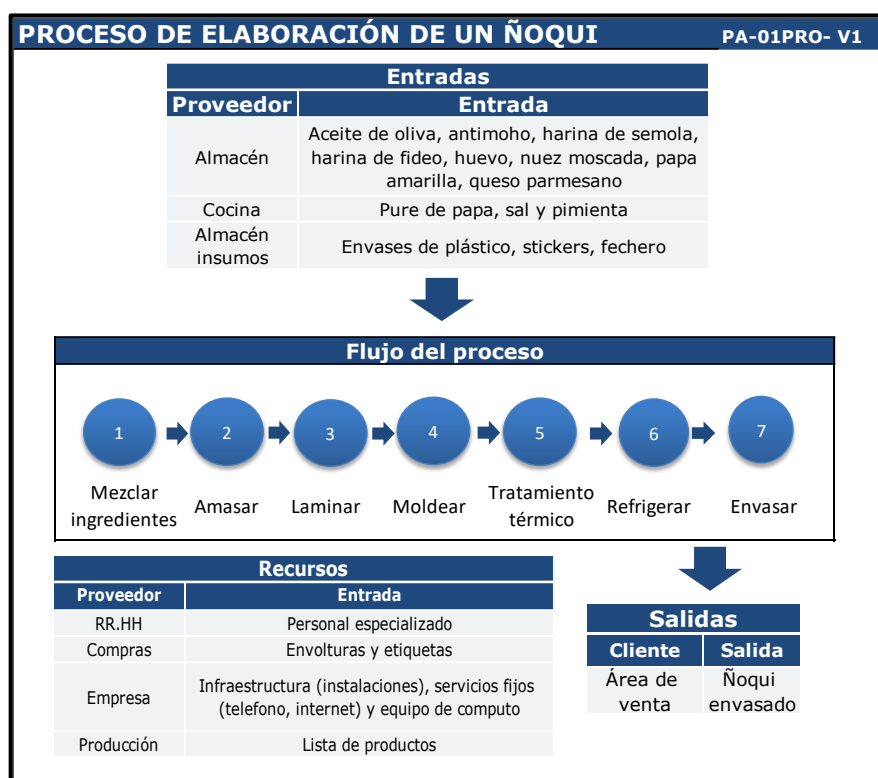 PROCESO DE ELABORACIÓN DE UN ÑOQUI PA-01PRO- V1
Entradas
Proveedor Entrada
Almacén
Aceite de oliva, antimoho, harina de semola,
harina de fideo, huevo, nuez moscada, papa
amarilla, queso parmesano
Cocina Pure de papa, sal y pimienta
Almacén
insumos
Envases de plástico, stickers, fechero
Flujo del proceso
1 2 3 4 5 6 7
Mezclar
ingredientes
Amasar
Laminar
Moldear
Tratamiento
térmico
Refrigerar
Envasar
Recursos
Proveedor Entrada
RR.HH Personal especializado
Compras Envolturas y etiquetas
Empresa
Infraestructura (instalaciones), servicios fijos
(telefono, internet) y equipo de computo
Producción Lista de productos
Salidas
Cliente Salida
Área de
venta
Ñoqui
envasado